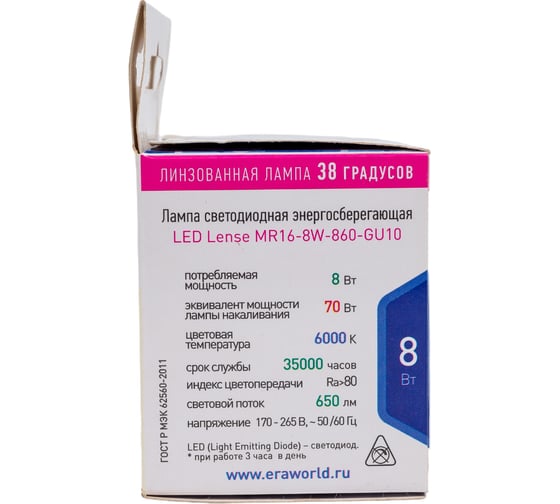 ЛИНЗОВАННАЯ ЛАМПА 38 ГРАДУСОВ
Лампа светодиодная энергосберегающая
LED Lense MR16-8W-860-GU10
потребляемая
мощность 8 Вт
эквивалент мощности
лампы накаливания 70 Вт
цветовая
температура 6000 К
срок службы 35000 часов
индекс цветопередачи Ra>80
световой поток 650 лм
напряжение 170 - 265 В, ~ 50/60 Гц
LED (Light Emitting Diode) – светодиод.
* при работе 3 часа в день
www.eraworld.ru
ГОСТ Р МЭК 62560-2011
8
Вт